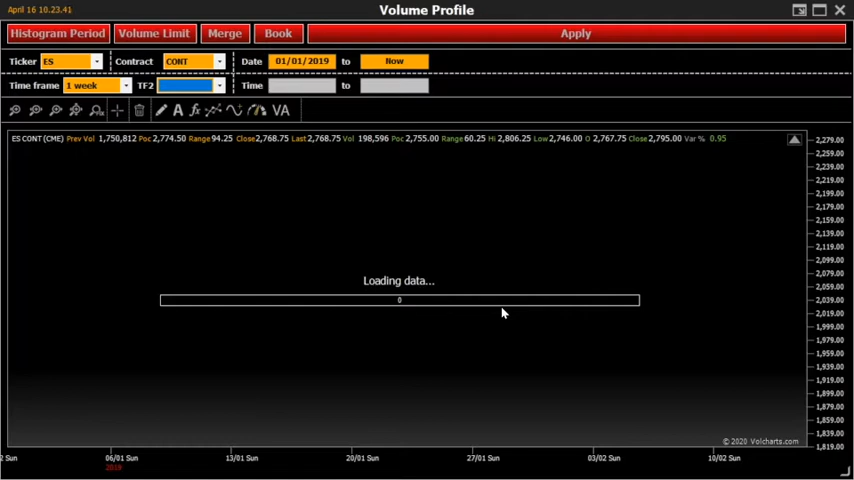 April 16 10.23.41
Volume Profile
Histogram Period Volume Limit Merge Book Apply
Ticker ES Contract CONT Date 01/01/2019 to Now
Time frame 1 week TF2 Time to
A fx VA
ES CONT (CME) Prev Vol 1,750,812 Poc 2,774.50 Range 94.25 Close 2,768.75 Last 2,768.75 Vol 198,596 Poc 2,755.00 Range 60.25 Hi 2,806.25 Low 2,746.00 O 2,767.75 Close 2,795.00 Var % 0.95
2,279.00
2,259.00
2,239.00
2,219.00
2,199.00
2,179.00
2,159.00
2,139.00
2,119.00
2,099.00
2,079.00
2,059.00
2,039.00
2,019.00
1,999.00
1,979.00
1,959.00
1,939.00
1,919.00
1,899.00
1,879.00
1,859.00
1,839.00
1,819.00
Loading data...
0
© 2020 Volcharts.com
2 Sun 06/01 Sun 13/01 Sun 20/01 Sun 27/01 Sun 03/02 Sun 10/02 Sun
2019